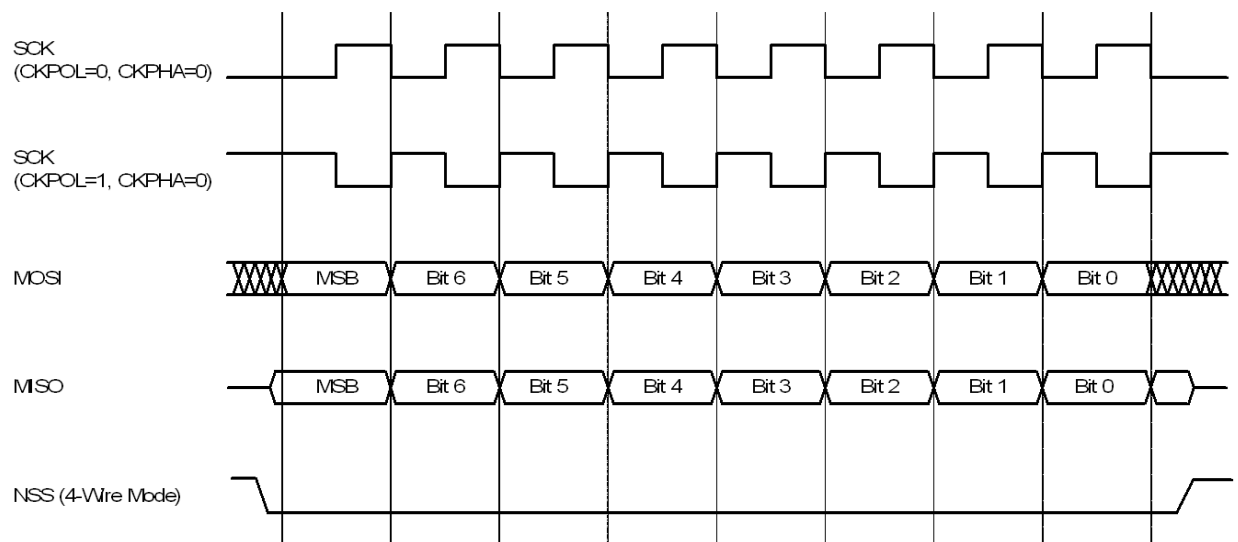 SCK
(CKPOL=0, CKPHA=0)
SCK
(CKPOL=1, CKPHA=0)
MOSI
MSB Bit 6 Bit 5 Bit 4 Bit 3 Bit 2 Bit 1 Bit 0
MISO
MSB Bit 6 Bit 5 Bit 4 Bit 3 Bit 2 Bit 1 Bit 0
NSS (4-Wire Mode)